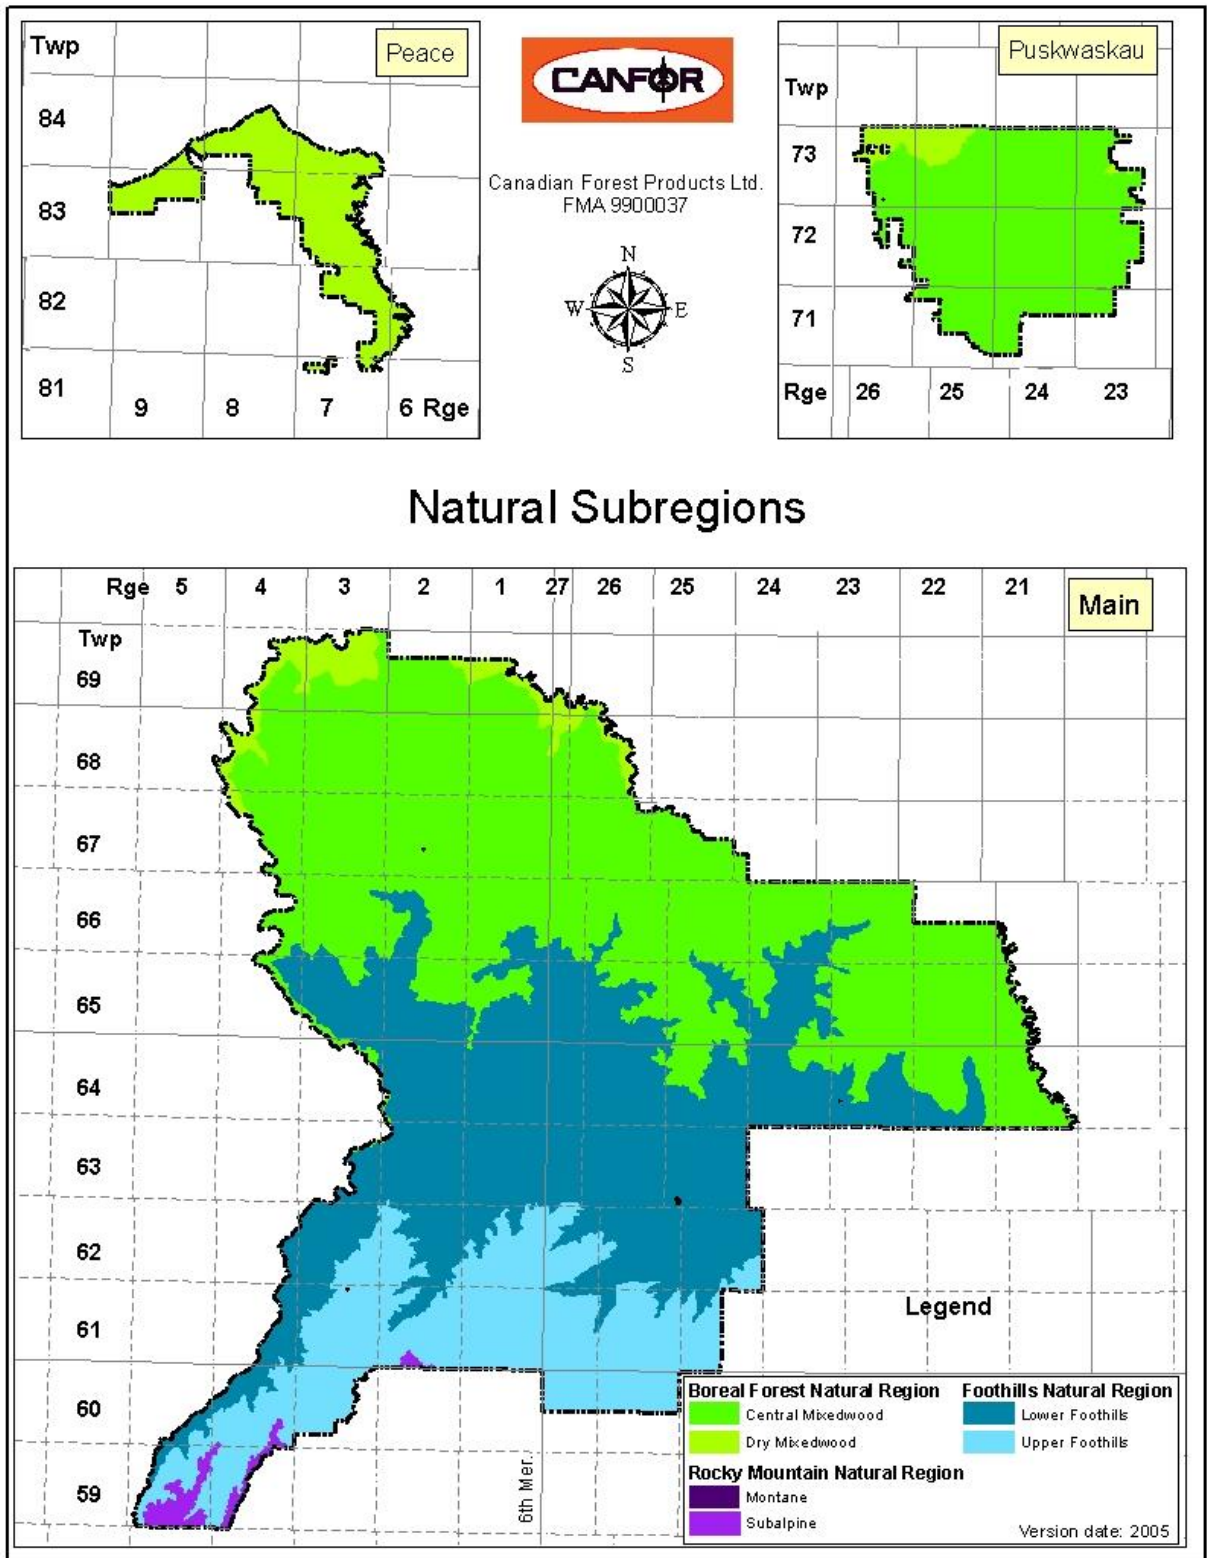 Twp
Peace
84
83
82
81
9 8 7 6 Rge
CANFOR
Canadian Forest Products Ltd.
FMA 9900037
N
W E
S
Puskwaskau
Twp
73
72
71
Rge 26 25 24 23
Natural Subregions
Rge 5 4 3 2 1 27 26 25 24 23 22 21
Main
Twp
69
68
67
66
65
64
63
62
61
60
59
6th Mer.
Legend
Boreal Forest Natural Region
Central Mixedwood
Dry Mixedwood
Foothills Natural Region
Lower Foothills
Upper Foothills
Rocky Mountain Natural Region
Montane
Subalpine
Version date: 2005